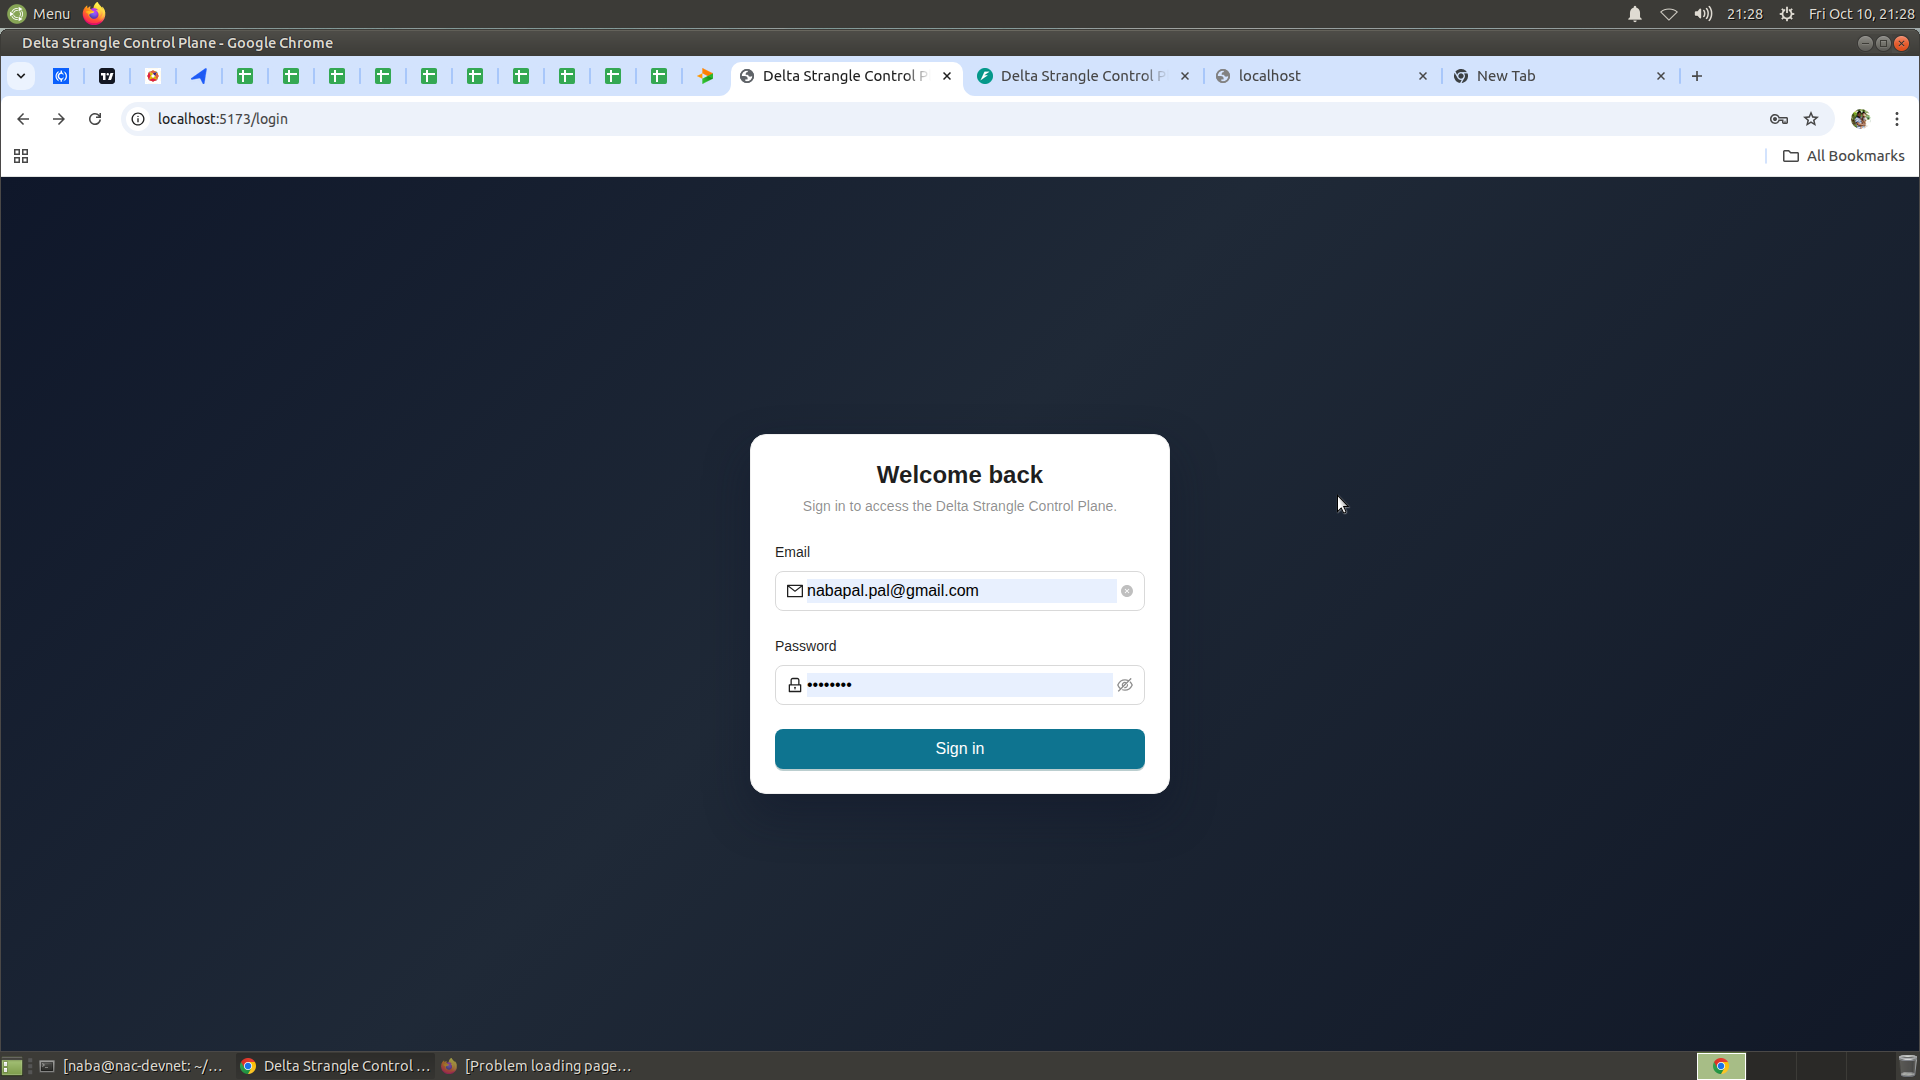 Menu
21:28
Fri Oct 10, 21:28
Delta Strangle Control Plane - Google Chrome
Delta Strangle Control P
Delta Strangle Control P
localhost
New Tab
localhost:5173/login
All Bookmarks
Welcome back
Sign in to access the Delta Strangle Control Plane.
Email
nabapal.pal@gmail.com
Password
••••••••
Sign in
[naba@nac-devnet: ~/...
Delta Strangle Control ...
[Problem loading page...